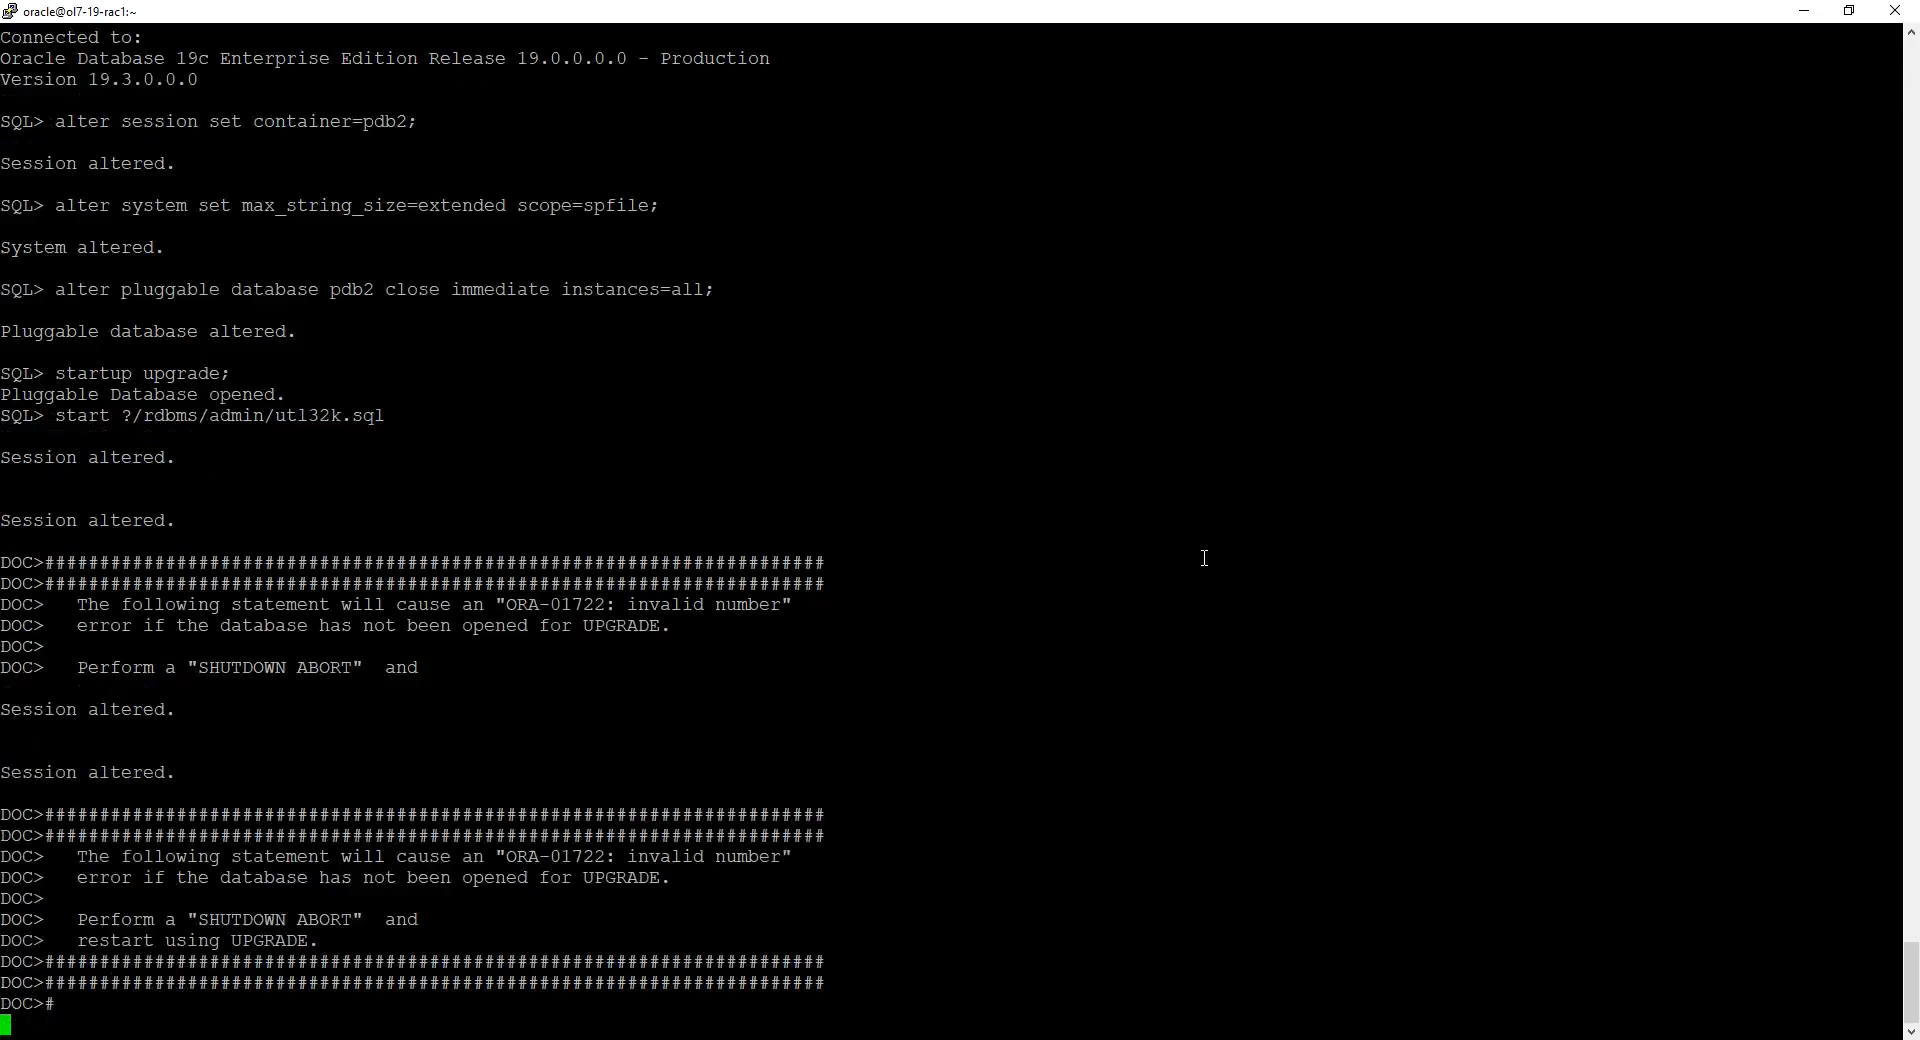 oracle@ol7-19-rac1:~
Connected to:
Oracle Database 19c Enterprise Edition Release 19.0.0.0.0 - Production
Version 19.3.0.0.0
SQL> alter session set container=pdb2;
Session altered.
SQL> alter system set max_string_size=extended scope=spfile;
System altered.
SQL> alter pluggable database pdb2 close immediate instances=all;
Pluggable database altered.
SQL> startup upgrade;
Pluggable Database opened.
SQL> start ?/rdbms/admin/utl32k.sql
Session altered.
Session altered.
DOC>#######################################################################
DOC>#######################################################################
DOC>   The following statement will cause an "ORA-01722: invalid number"
DOC>   error if the database has not been opened for UPGRADE.
DOC>
DOC>   Perform a "SHUTDOWN ABORT"  and
Session altered.
Session altered.
DOC>#######################################################################
DOC>#######################################################################
DOC>   The following statement will cause an "ORA-01722: invalid number"
DOC>   error if the database has not been opened for UPGRADE.
DOC>
DOC>   Perform a "SHUTDOWN ABORT"  and
DOC>   restart using UPGRADE.
DOC>#######################################################################
DOC>#######################################################################
DOC>#